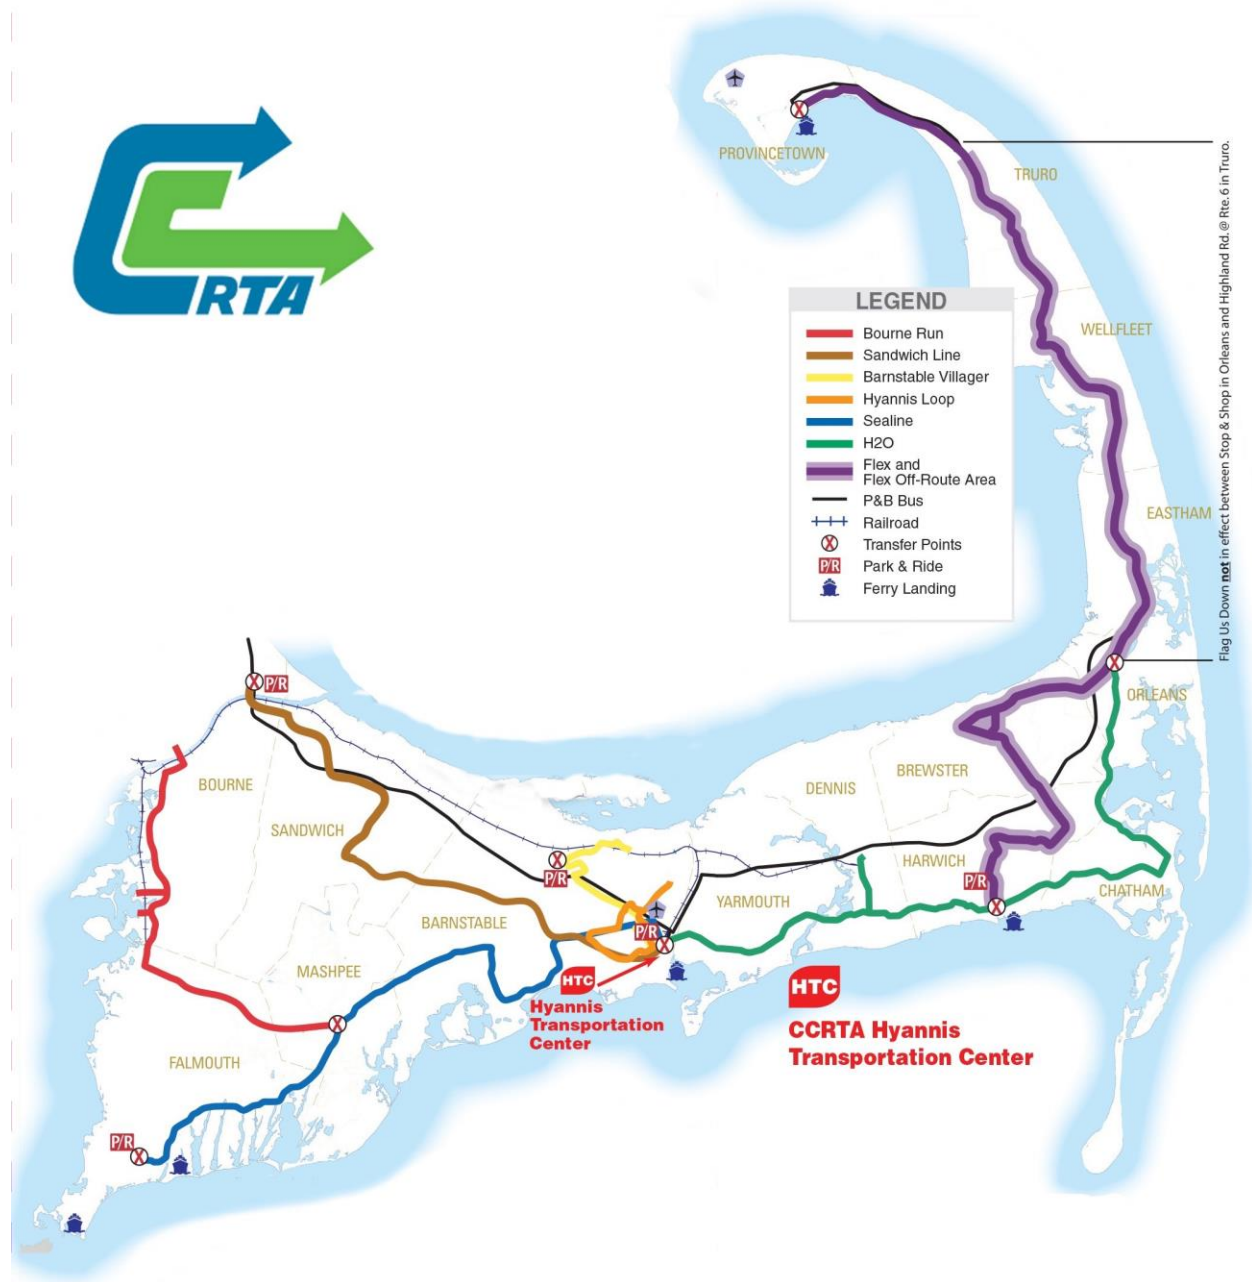 RTA
PROVINCETOWN
TRURO
WELLFLEET
EASTHAM
Flag Us Down not in effect between Stop & Shop in Orleans and Highland Rd. @ Rte. 6 in Truro.
LEGEND
Bourne Run
Sandwich Line
Barnstable Villager
Hyannis Loop
Sealine
H2O
Flex and
Flex Off-Route Area
P&B Bus
Railroad
X Transfer Points
P/R Park & Ride
Ferry Landing
P/R
ORLEANS
BOURNE
DENNIS
BREWSTER
SANDWICH
HARWICH
P/R
P/R
CHATHAM
YARMOUTH
BARNSTABLE
P/R
MASHPEE
HTC
Hyannis
Transportation
Center
HTC
CCRTA Hyannis
Transportation Center
FALMOUTH
P/R